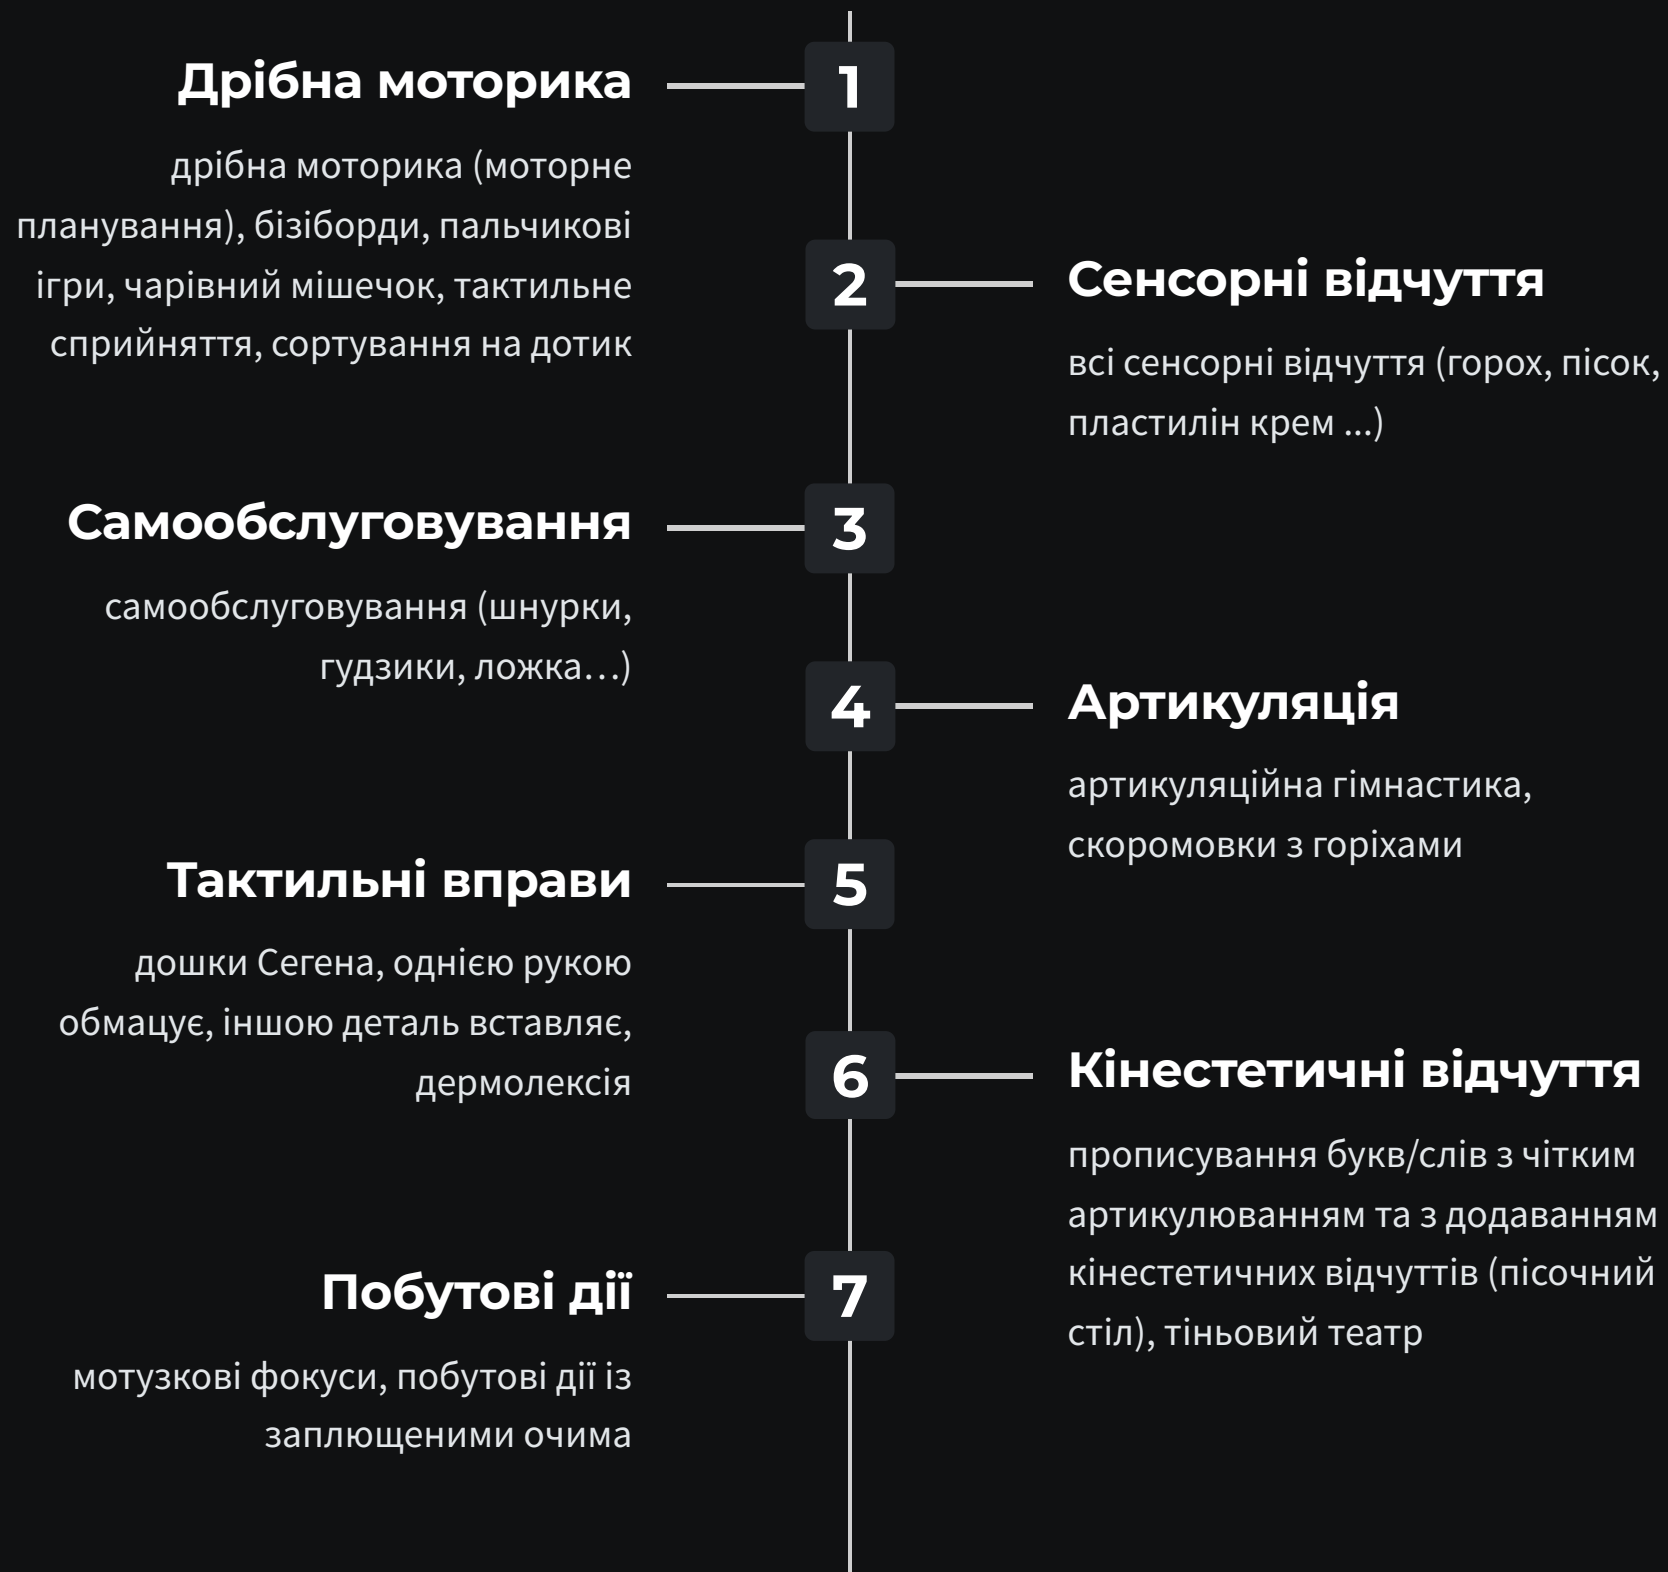 1
Дрібна моторика
дрібна моторика (моторне
планування), бізіборди, пальчикові
ігри, чарівний мішечок, тактильне
сприйняття, сортування на дотик
2
Сенсорні відчуття
всі сенсорні відчуття (горох, пісок,
пластилін крем ...)
3
Самообслуговування
самообслуговування (шнурки,
гудзики, ложка…)
4
Артикуляція
артикуляційна гімнастика,
скоромовки з горіхами
5
Тактильні вправи
дошки Сегена, однією рукою
обмацує, іншою деталь вставляє,
дермолексія
6
Кінестетичні відчуття
прописування букв/слів з чітким
артикулюванням та з додаванням
кінестетичних відчуттів (пісочний
стіл), тіньовий театр
7
Побутові дії
мотузкові фокуси, побутові дії із
заплющеними очима